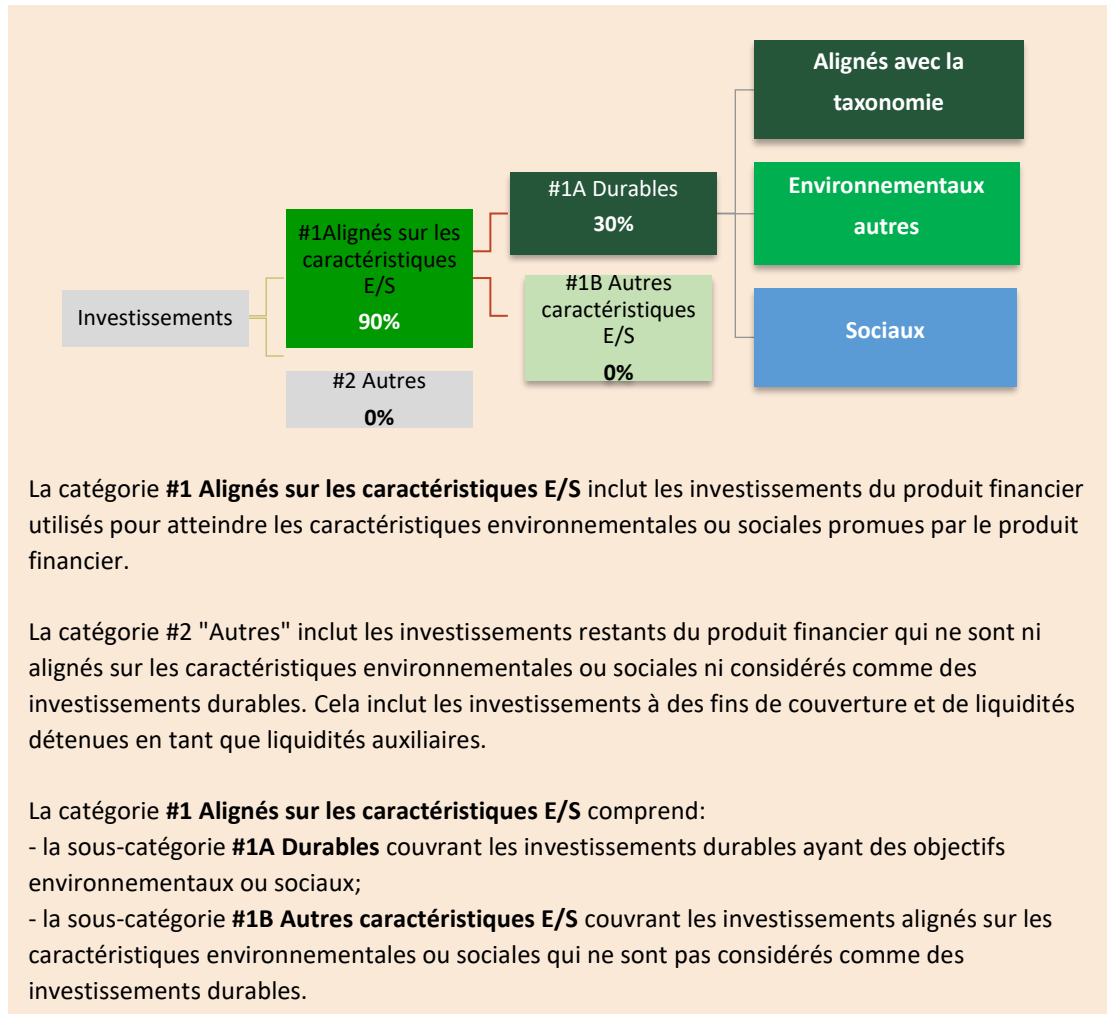 Alignés avec la
taxonomie
#1A Durables
30%
Environnementaux
autres
#1Alignés sur les
caractéristiques
E/S
90%
#1B Autres
caractéristiques
E/S
0%
Investissements
Sociaux
#2 Autres
0%
La catégorie #1 Alignés sur les caractéristiques E/S inclut les investissements du produit financier
utilisés pour atteindre les caractéristiques environnementales ou sociales promues par le produit
financier.
La catégorie #2 "Autres" inclut les investissements restants du produit financier qui ne sont ni
alignés sur les caractéristiques environnementales ou sociales ni considérés comme des
investissements durables. Cela inclut les investissements à des fins de couverture et de liquidités
détenues en tant que liquidités auxiliaires.
La catégorie #1 Alignés sur les caractéristiques E/S comprend:
- la sous-catégorie #1A Durables couvrant les investissements durables ayant des objectifs
environnementaux ou sociaux;
- la sous-catégorie #1B Autres caractéristiques E/S couvrant les investissements alignés sur les
caractéristiques environnementales ou sociales qui ne sont pas considérés comme des
investissements durables.